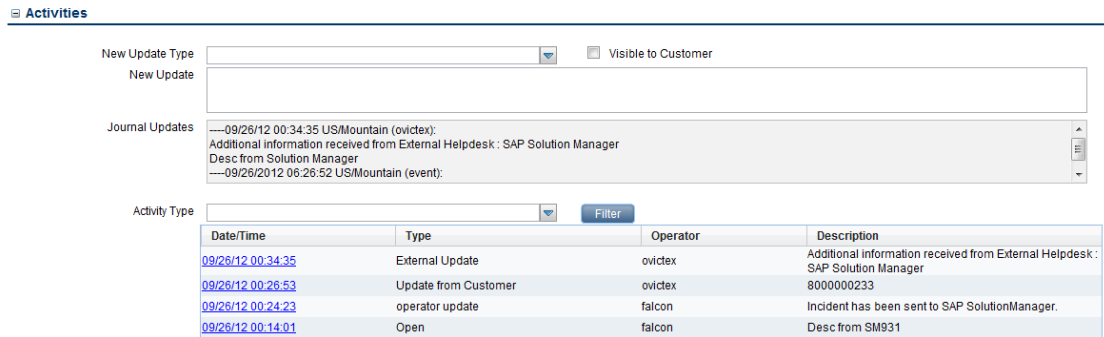 Activities
New Update Type
Visible to Customer
New Update
Journal Updates
----09/26/12 00:34:35 US/Mountain (ovictex):
Additional information received from External Helpdesk : SAP Solution Manager
Desc from Solution Manager
----09/26/2012 06:26:52 US/Mountain (event):
Activity Type
Filter
Date/Time Type Operator Description
09/26/12 00:34:35 External Update ovictex Additional information received from External Helpdesk :
SAP Solution Manager
09/26/12 00:26:53 Update from Customer ovictex 8000000233
09/26/12 00:24:23 operator update falcon Incident has been sent to SAP SolutionManager.
09/26/12 00:14:01 Open falcon Desc from SM931